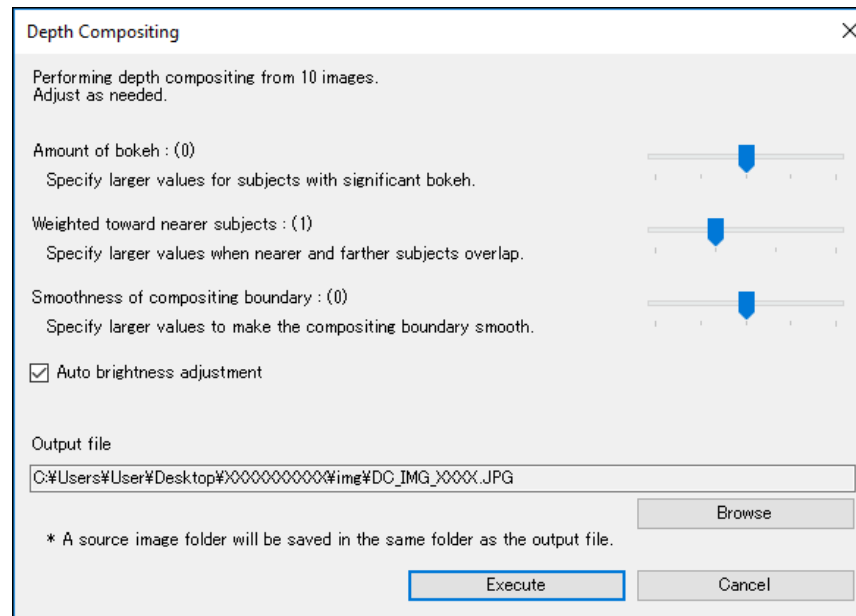 Depth Compositing
Performing depth compositing from 10 images.
Adjust as needed.
Amount of bokeh : (0)
Specify larger values for subjects with significant bokeh.
Weighted toward nearer subjects : (1)
Specify larger values when nearer and farther subjects overlap.
Smoothness of compositing boundary : (0)
Specify larger values to make the compositing boundary smooth.
Auto brightness adjustment
Output file
C:¥Users¥User¥Desktop¥XXXXXXXXXXX¥img¥DC_IMG_XXXX.JPG
Browse
* A source image folder will be saved in the same folder as the output file.
Execute
Cancel